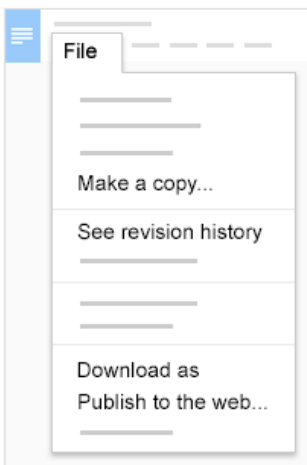 File
Make a copy...
See revision history
Download as
Publish to the web...